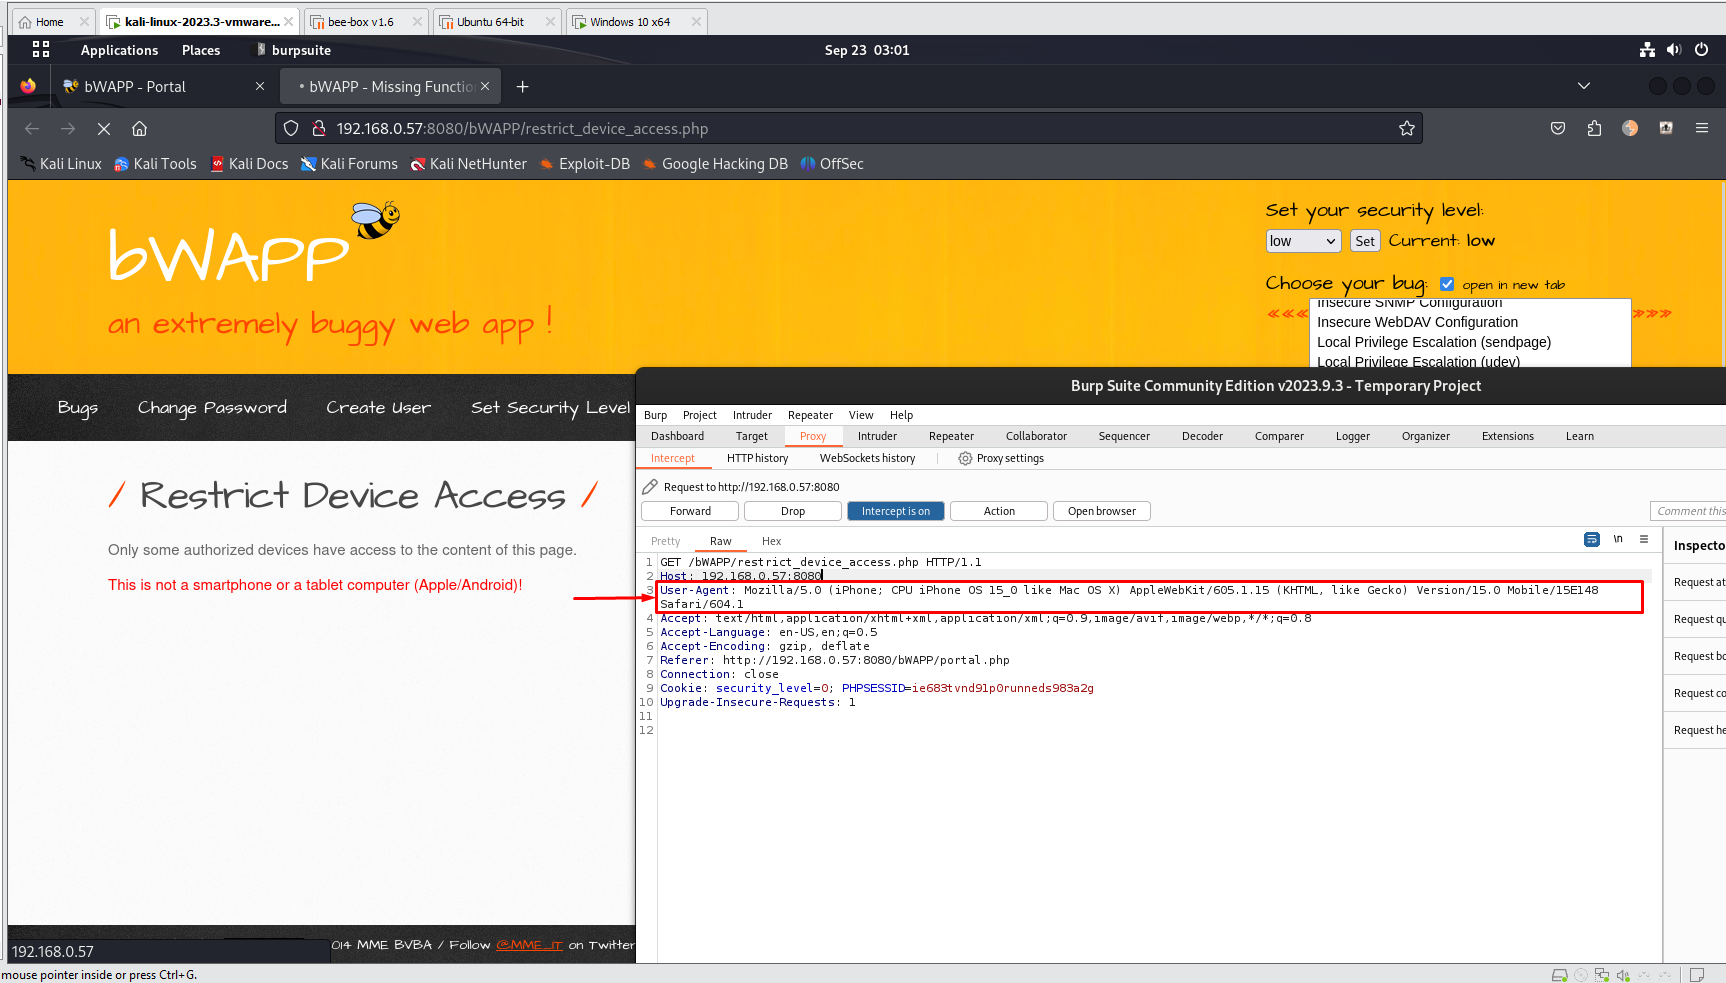 Home
kali-linux-2023.3-vmware...
bee-box v1.6
Ubuntu 64-bit
Windows 10 x64
Applications
Places
burpsuite
Sep 23 03:01
bWAPP - Portal
bWAPP - Missing Functio
192.168.0.57:8080/bWAPP/restrict_device_access.php
Kali Linux
Kali Tools
Kali Docs
Kali Forums
Kali NetHunter
Exploit-DB
Google Hacking DB
OffSec
bWAPP
an extremely buggy web app !
Set your security level:
low
Set
Current: low
Choose your bug:
open in new tab
Insecure SNMP Configuration
Insecure WebDAV Configuration
Local Privilege Escalation (sendpage)
Local Privilege Escalation (udev)
Bugs
Change Password
Create User
Set Security Level
/ Restrict Device Access /
Only some authorized devices have access to the content of this page.
This is not a smartphone or a tablet computer (Apple/Android)!
Burp Suite Community Edition v2023.9.3 - Temporary Project
Burp
Project
Intruder
Repeater
View
Help
Dashboard
Target
Proxy
Intruder
Repeater
Collaborator
Sequencer
Decoder
Comparer
Logger
Organizer
Extensions
Learn
Intercept
HTTP history
WebSockets history
Proxy settings
Request to http://192.168.0.57:8080
Forward
Drop
Intercept is on
Action
Open browser
Comment this
Pretty
Raw
Hex
\n
Inspecto
Request at
Request qu
Request bo
Request co
Request he
1 GET /bWAPP/restrict_device_access.php HTTP/1.1
2 Host: 192.168.0.57:8080
3 User-Agent: Mozilla/5.0 (iPhone; CPU iPhone OS 15_0 like Mac OS X) AppleWebKit/605.1.15 (KHTML, like Gecko) Version/15.0 Mobile/15E148
Safari/604.1
4 Accept: text/html,application/xhtml+xml,application/xml;q=0.9,image/avif,image/webp,*/*;q=0.8
5 Accept-Language: en-US,en;q=0.5
6 Accept-Encoding: gzip, deflate
7 Referer: http://192.168.0.57:8080/bWAPP/portal.php
8 Connection: close
9 Cookie: security_level=0; PHPSESSID=ie683tvnd9lp0runneds983a2g
10 Upgrade-Insecure-Requests: 1
11
12
014 MME BVBA / Follow @MME_IT on Twitter
192.168.0.57
mouse pointer inside or press Ctrl+G.